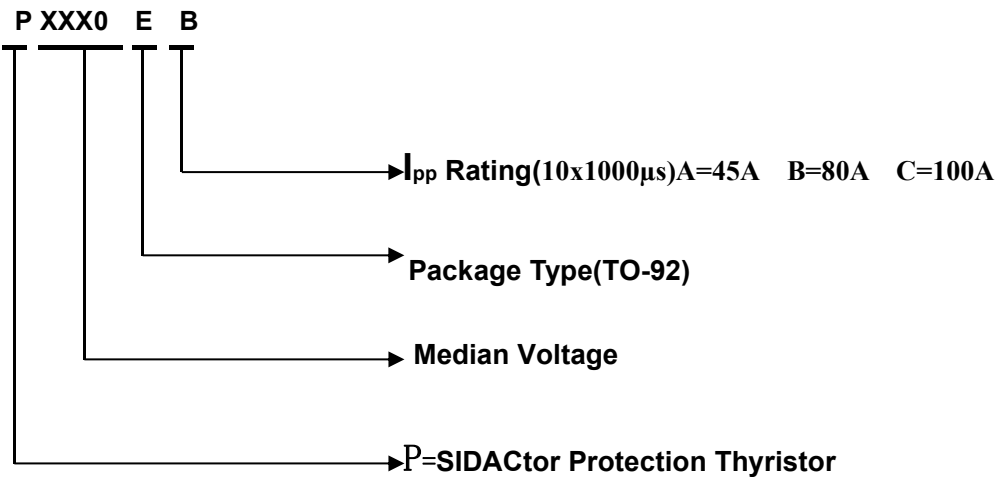 P XXX0 E B
Ipp Rating(10x1000μs)A=45A B=80A C=100A
Package Type(TO-92)
Median Voltage
P=SIDACtor Protection Thyristor